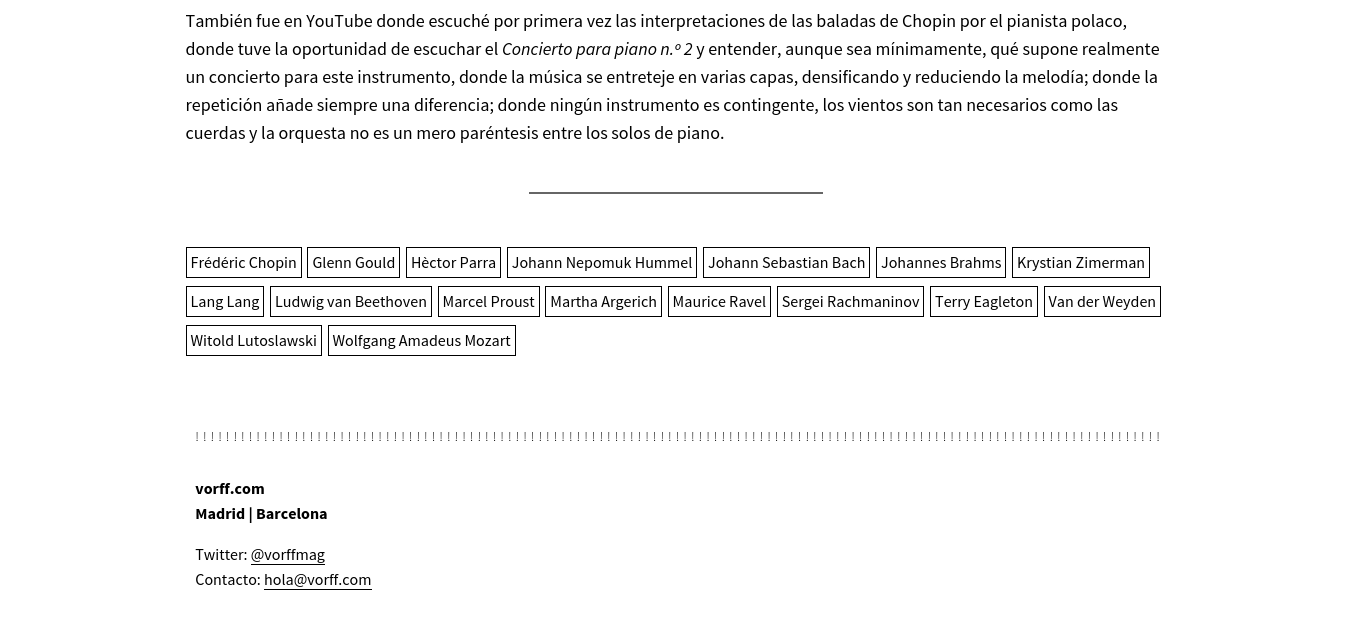 También fue en YouTube donde escuché por primera vez las interpretaciones de las baladas de Chopin por el pianista polaco,
donde tuve la oportunidad de escuchar el Concierto para piano n.º 2 y entender, aunque sea mínimamente, qué supone realmente
un concierto para este instrumento, donde la música se entreteje en varias capas, densificando y reduciendo la melodía; donde la
repetición añade siempre una diferencia; donde ningún instrumento es contingente, los vientos son tan necesarios como las
cuerdas y la orquesta no es un mero paréntesis entre los solos de piano.
Frédéric Chopin Glenn Gould Hèctor Parra Johann Nepomuk Hummel Johann Sebastian Bach Johannes Brahms Krystian Zimerman
Lang Lang Ludwig van Beethoven Marcel Proust Martha Argerich Maurice Ravel Sergei Rachmaninov Terry Eagleton Van der Weyden
Witold Lutoslawski Wolfgang Amadeus Mozart
vorff.com
Madrid | Barcelona
Twitter: @vorffmag
Contacto: hola@vorff.com